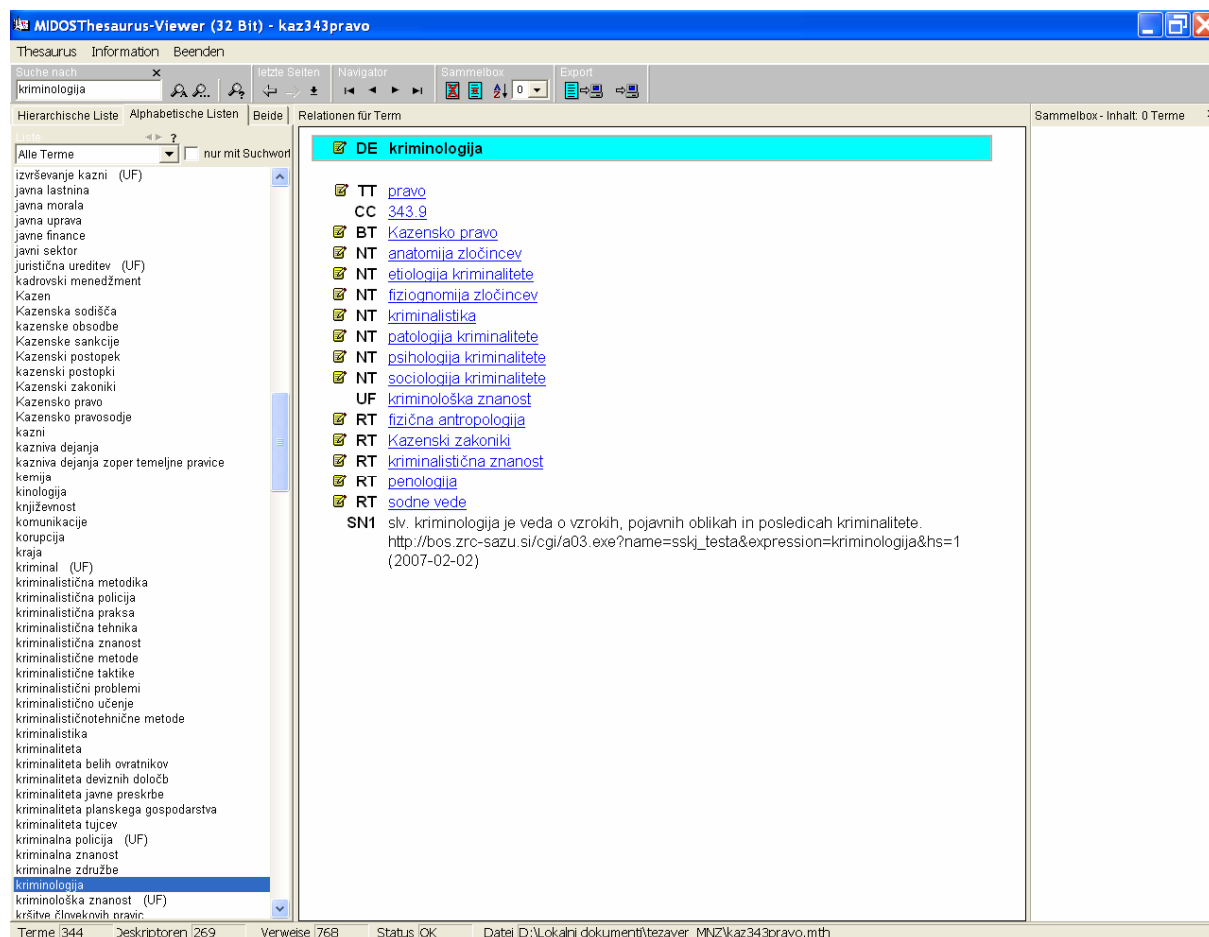 MIDOSThesaurus-Viewer (32 Bit) - kaz343pravo
Thesaurus Information Beenden
Suche nach letzte Seiten Navigator Sammelbox Export
kriminologija 0
Hierarchische Liste Alphabetische Listen Beide
Liste ?
Alle Terme nur mit Suchwort
izvrševanje kazni (UF)
javna lastnina
javna morala
javna uprava
javne finance
javni sektor
juristična ureditev (UF)
kadrovski menedžment
Kazen
Kazenska sodišča
kazenske obsodbe
Kazenske sankcije
Kazenski postopek
kazenski postopki
Kazenski zakoniki
Kazensko pravo
Kazensko pravosodje
kazni
kazniva dejanja
kazniva dejanja zoper temeljne pravice
kemija
kinologija
književnost
komunikacije
korupcija
kraja
kriminal (UF)
kriminalistična metodika
kriminalistična policija
kriminalistična praksa
kriminalistična tehnika
kriminalistična znanost
kriminalistične metode
kriminalistične taktike
kriminalistični problemi
kriminalistično učenje
kriminalističnotehnične metode
kriminalistika
kriminaliteta
kriminaliteta belih ovratnikov
kriminaliteta deviznih določb
kriminaliteta javne preskrbe
kriminaliteta planskega gospodarstva
kriminaliteta tujcev
kriminalna policija (UF)
kriminalna znanost
kriminalne združbe
kriminologija
kriminološka znanost (UF)
kršitve človekovih pravic
Relationen für Term
DE kriminologija
TT pravo
CC 343.9
BT Kazensko pravo
NT anatomija zločincev
NT etiologija kriminalitete
NT fiziognomija zločincev
NT kriminalistika
NT patologija kriminalitete
NT psihologija kriminalitete
NT sociologija kriminalitete
UF kriminološka znanost
RT fizična antropologija
RT Kazenski zakoniki
RT kriminalistična znanost
RT penologija
RT sodne vede
SN1 slv. kriminologija je veda o vzrokih, pojavnih oblikah in posledicah kriminalitete.
http://bos.zrc-sazu.si/cgi/a03.exe?name=sskj_testa&expression=kriminologija&hs=1
(2007-02-02)
Sammelbox - Inhalt: 0 Terme
Terme 344 Deskriptoren 269 Verweise 768 Status OK Datei D:\Lokalni dokumenti\tezaver_MNZ\kaz343pravo.mth